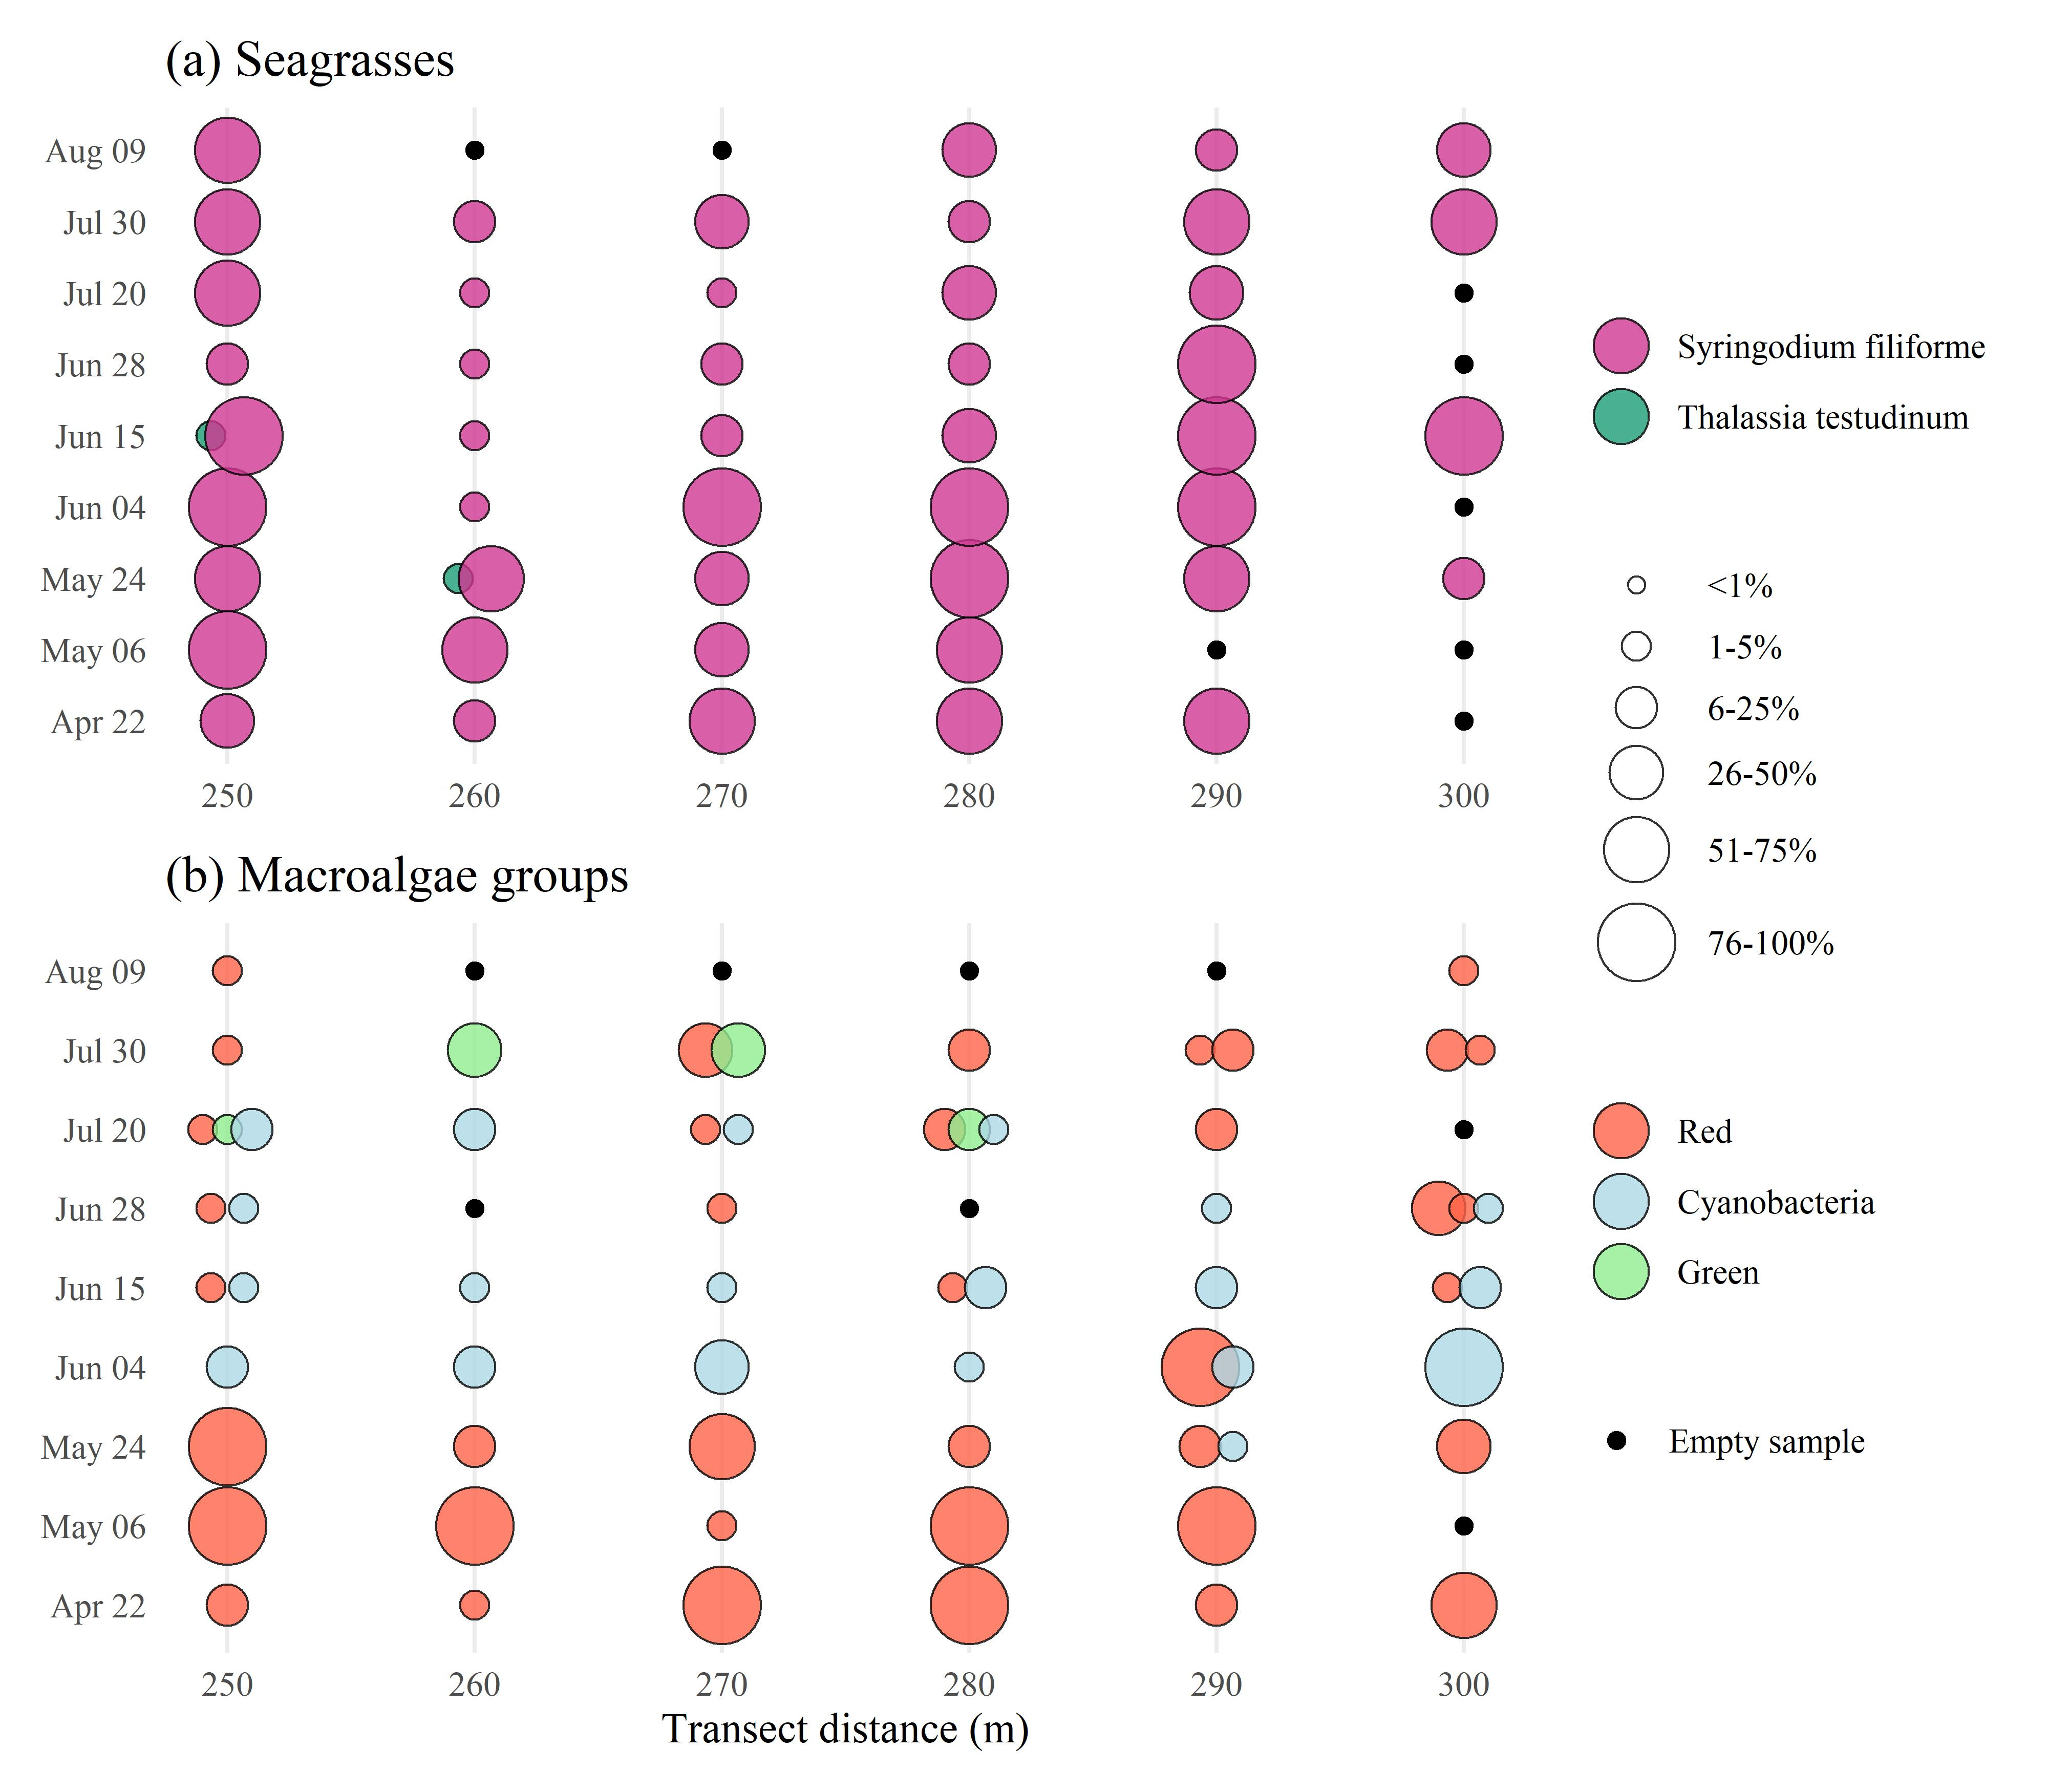 (a) Seagrasses
Aug 09
Jul 30
Jul 20
Jun 28
Jun 15
Jun 04
May 24
May 06
Apr 22
250 260 270 280 290 300
Syringodium filiforme
Thalassia testudinum
<1%
1-5%
6-25%
26-50%
51-75%
76-100%
(b) Macroalgae groups
Aug 09
Jul 30
Jul 20
Jun 28
Jun 15
Jun 04
May 24
May 06
Apr 22
250 260 270 280 290 300
Transect distance (m)
Red
Cyanobacteria
Green
Empty sample